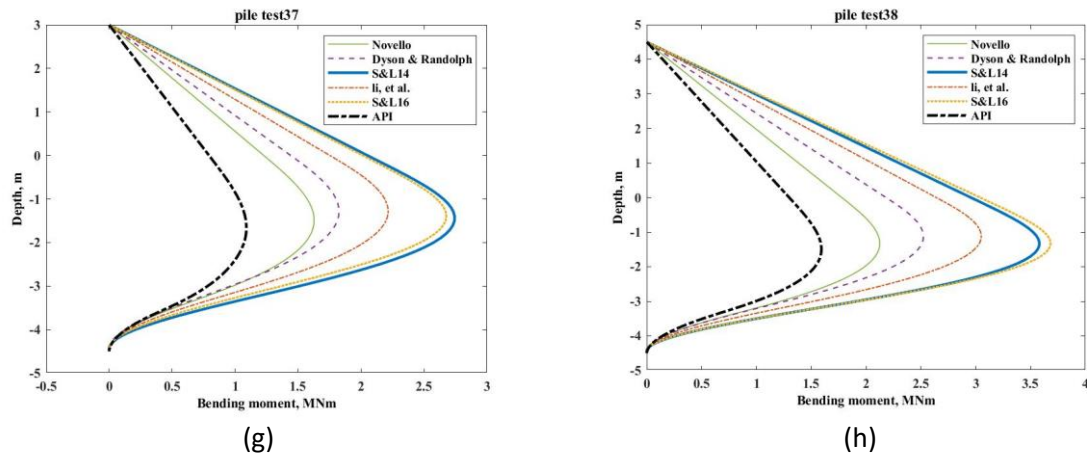 pile test37
3
2
1
0
-1
-2
-3
-4
-5
Depth, m
Novello
Dyson & Randolph
S&L14
li, et al.
S&L16
API
-0.5 0 0.5 1 1.5 2 2.5 3
Bending moment, MNm
(g)
pile test38
5
4
3
2
1
0
-1
-2
-3
-4
-5
Depth, m
Novello
Dyson & Randolph
S&L14
li, et al.
S&L16
API
0 0.5 1 1.5 2 2.5 3 3.5 4
Bending moment, MNm
(h)